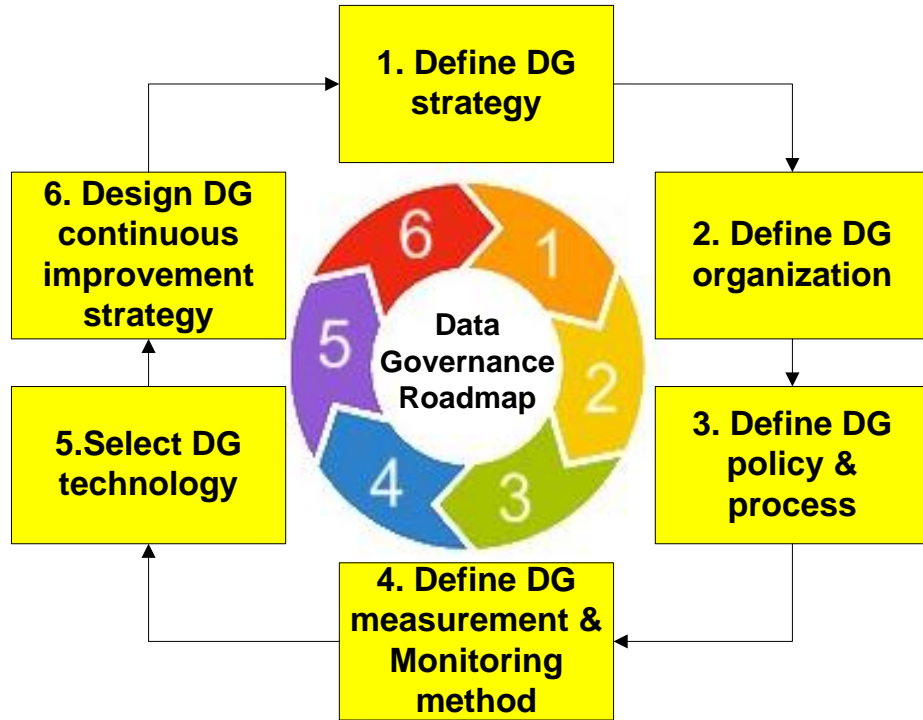 1. Define DG
strategy
2. Define DG
organization
3. Define DG
policy &
process
4. Define DG
measurement &
Monitoring
method
5.Select DG
technology
6. Design DG
continuous
improvement
strategy
Data
Governance
Roadmap
1
2
3
4
5
6